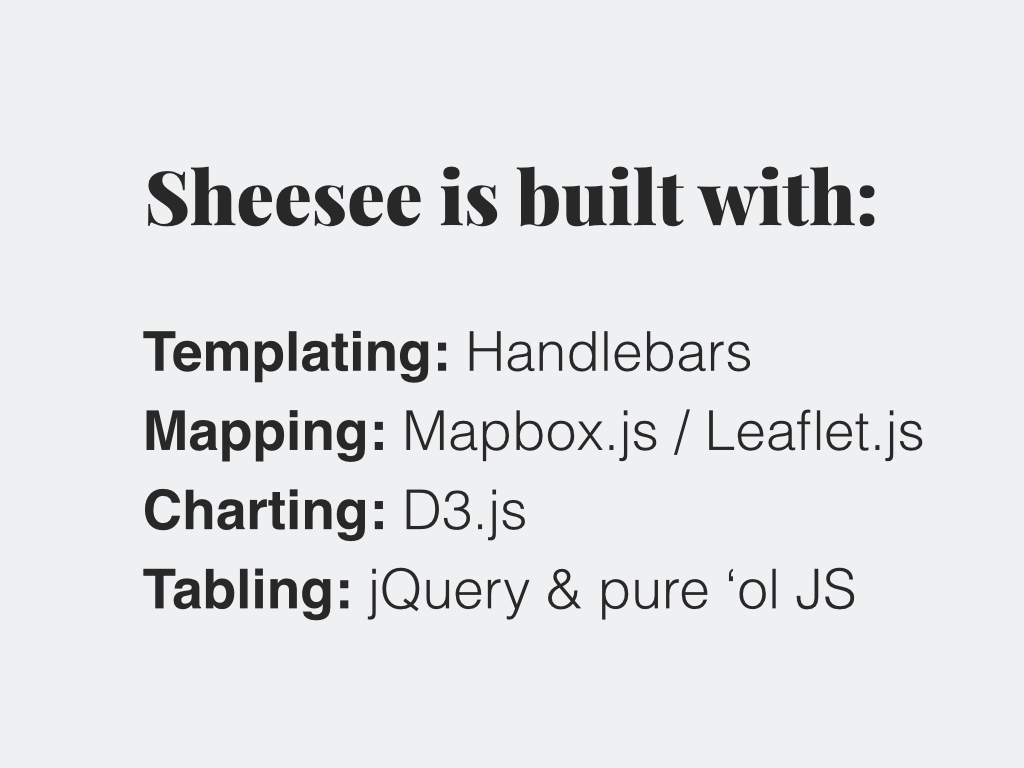 Sheesee is built with:
Templating: Handlebars
Mapping: Mapbox.js / Leaflet.js
Charting: D3.js
Tabling: jQuery & pure ‘ol JS